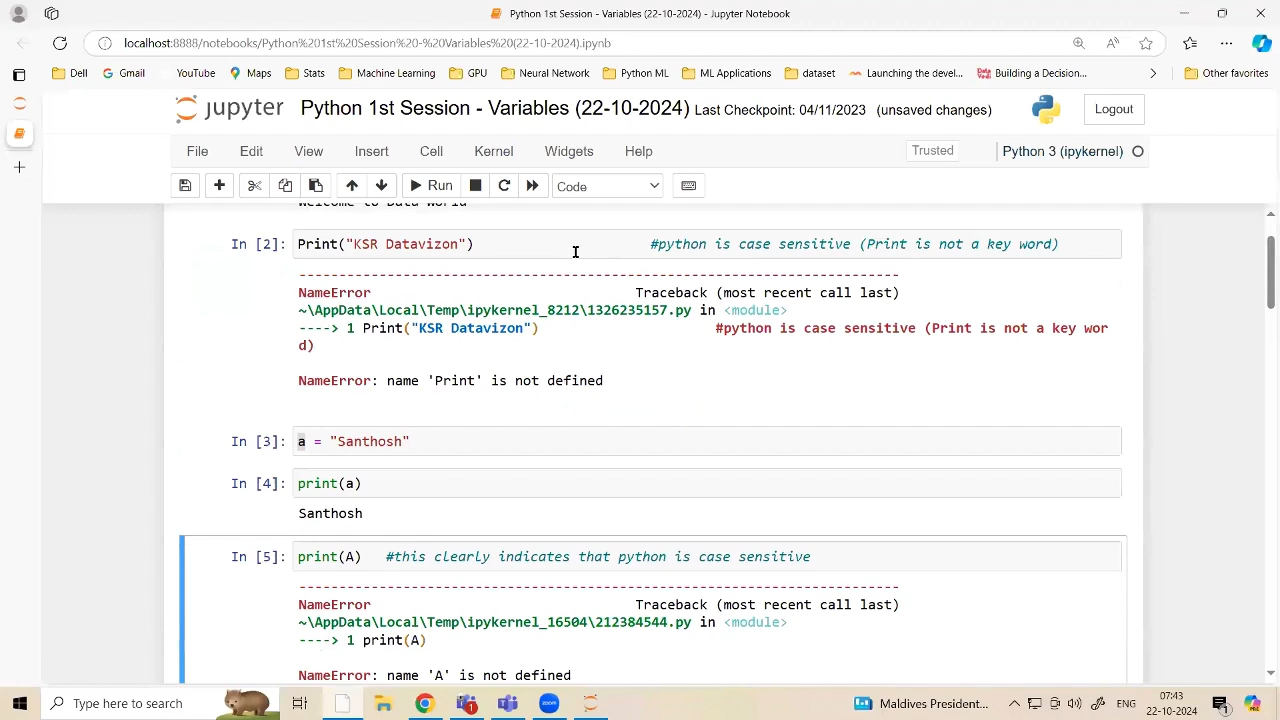 Python 1st Session - Variables (22-10-2024) - Jupyter Notebook
localhost:8888/notebooks/Python%201st%20Session%20-%20Variables%20(22-10-2024).ipynb
Dell Gmail YouTube Maps Stats Machine Learning GPU Neural Network Python ML ML Applications dataset Launching the devel... Building a Decision... Other favorites
jupyter Python 1st Session - Variables (22-10-2024) Last Checkpoint: 04/11/2023 (unsaved changes) Logout
File Edit View Insert Cell Kernel Widgets Help Trusted Python 3 (ipykernel)
Run Code
Welcome to Data World
In [2]: Print("KSR Datavizon") #python is case sensitive (Print is not a key word)
---------------------------------------------------------------------------
NameError Traceback (most recent call last)
~\AppData\Local\Temp\ipykernel_8212\1326235157.py in <module>
----> 1 Print("KSR Datavizon") #python is case sensitive (Print is not a key wor
d)
NameError: name 'Print' is not defined
In [3]: a = "Santhosh"
In [4]: print(a)
Santhosh
In [5]: print(A) #this clearly indicates that python is case sensitive
---------------------------------------------------------------------------
NameError Traceback (most recent call last)
~\AppData\Local\Temp\ipykernel_16504\212384544.py in <module>
----> 1 print(A)
NameError: name 'A' is not defined
Type here to search 1 zoom Maldives President... ENG 07:43
22-10-2024 1